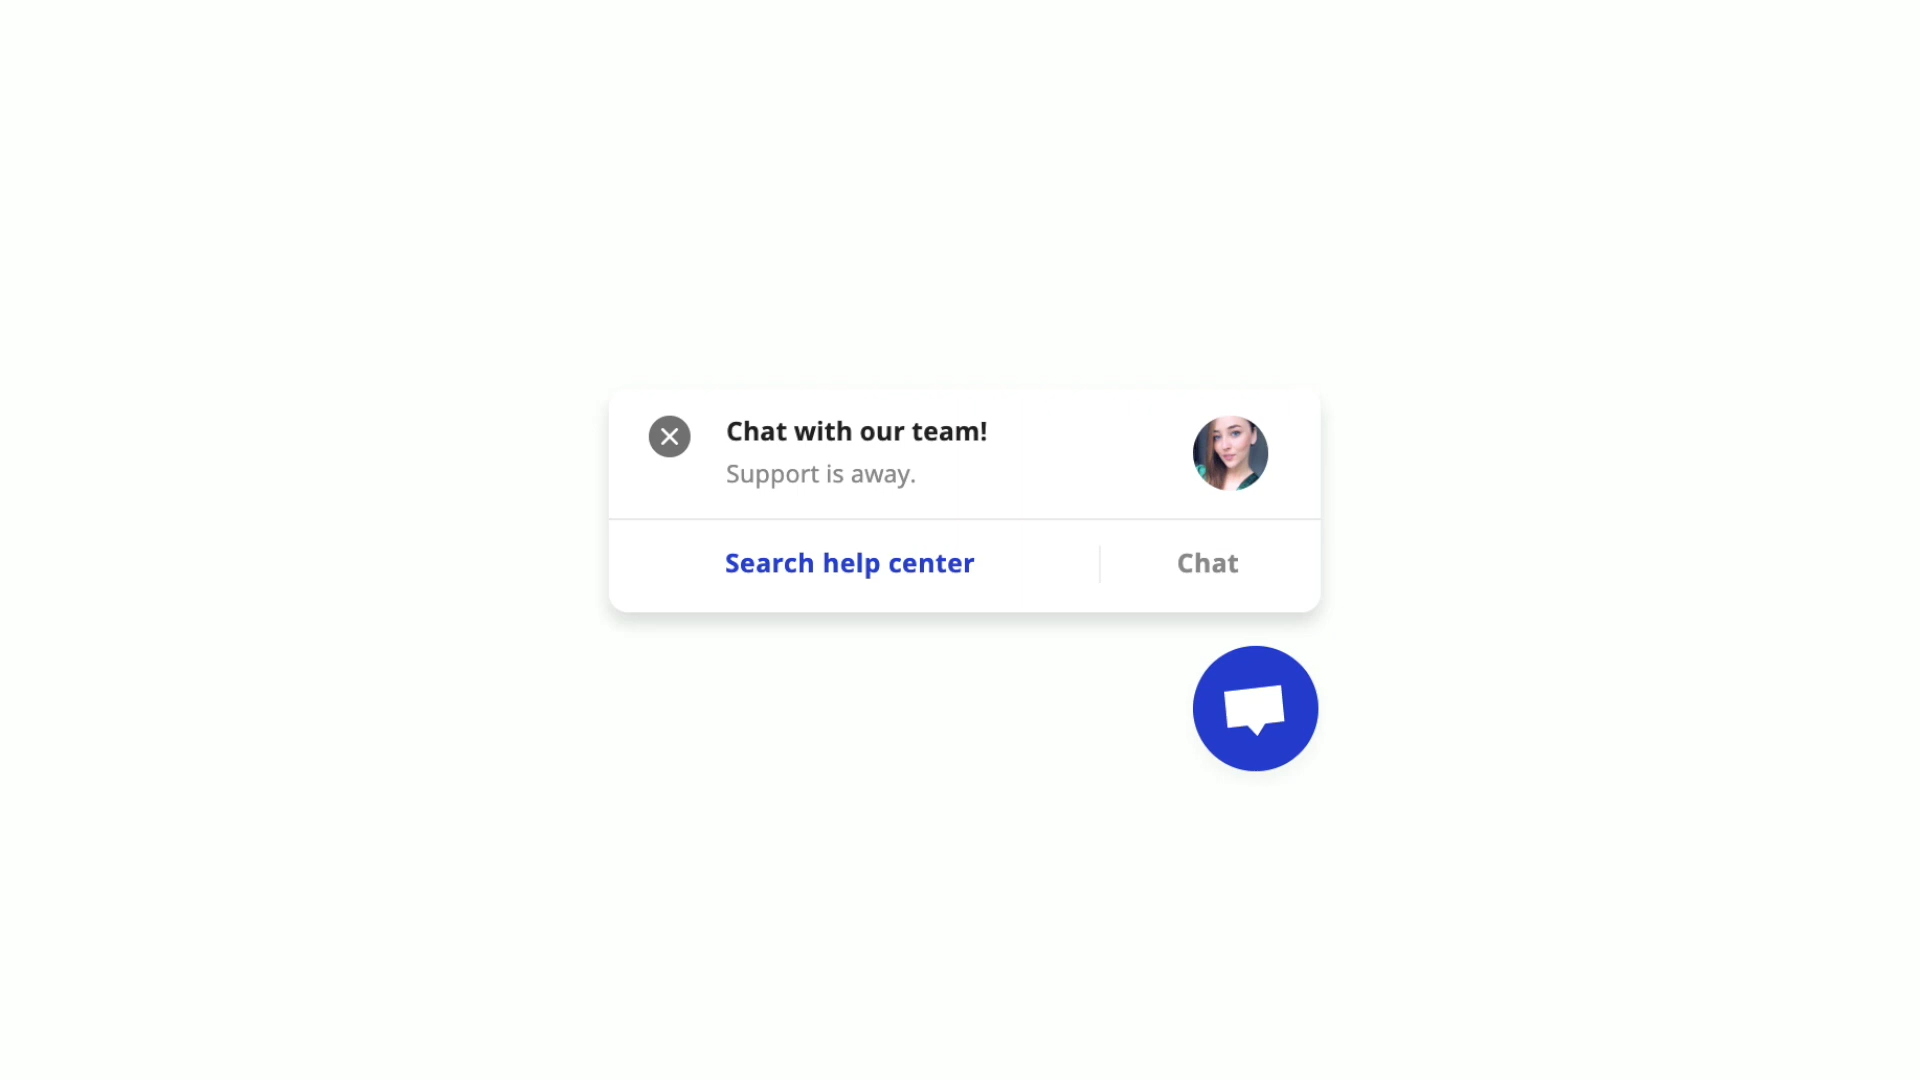 Chat with our team!
Support is away.
Search help center
Chat